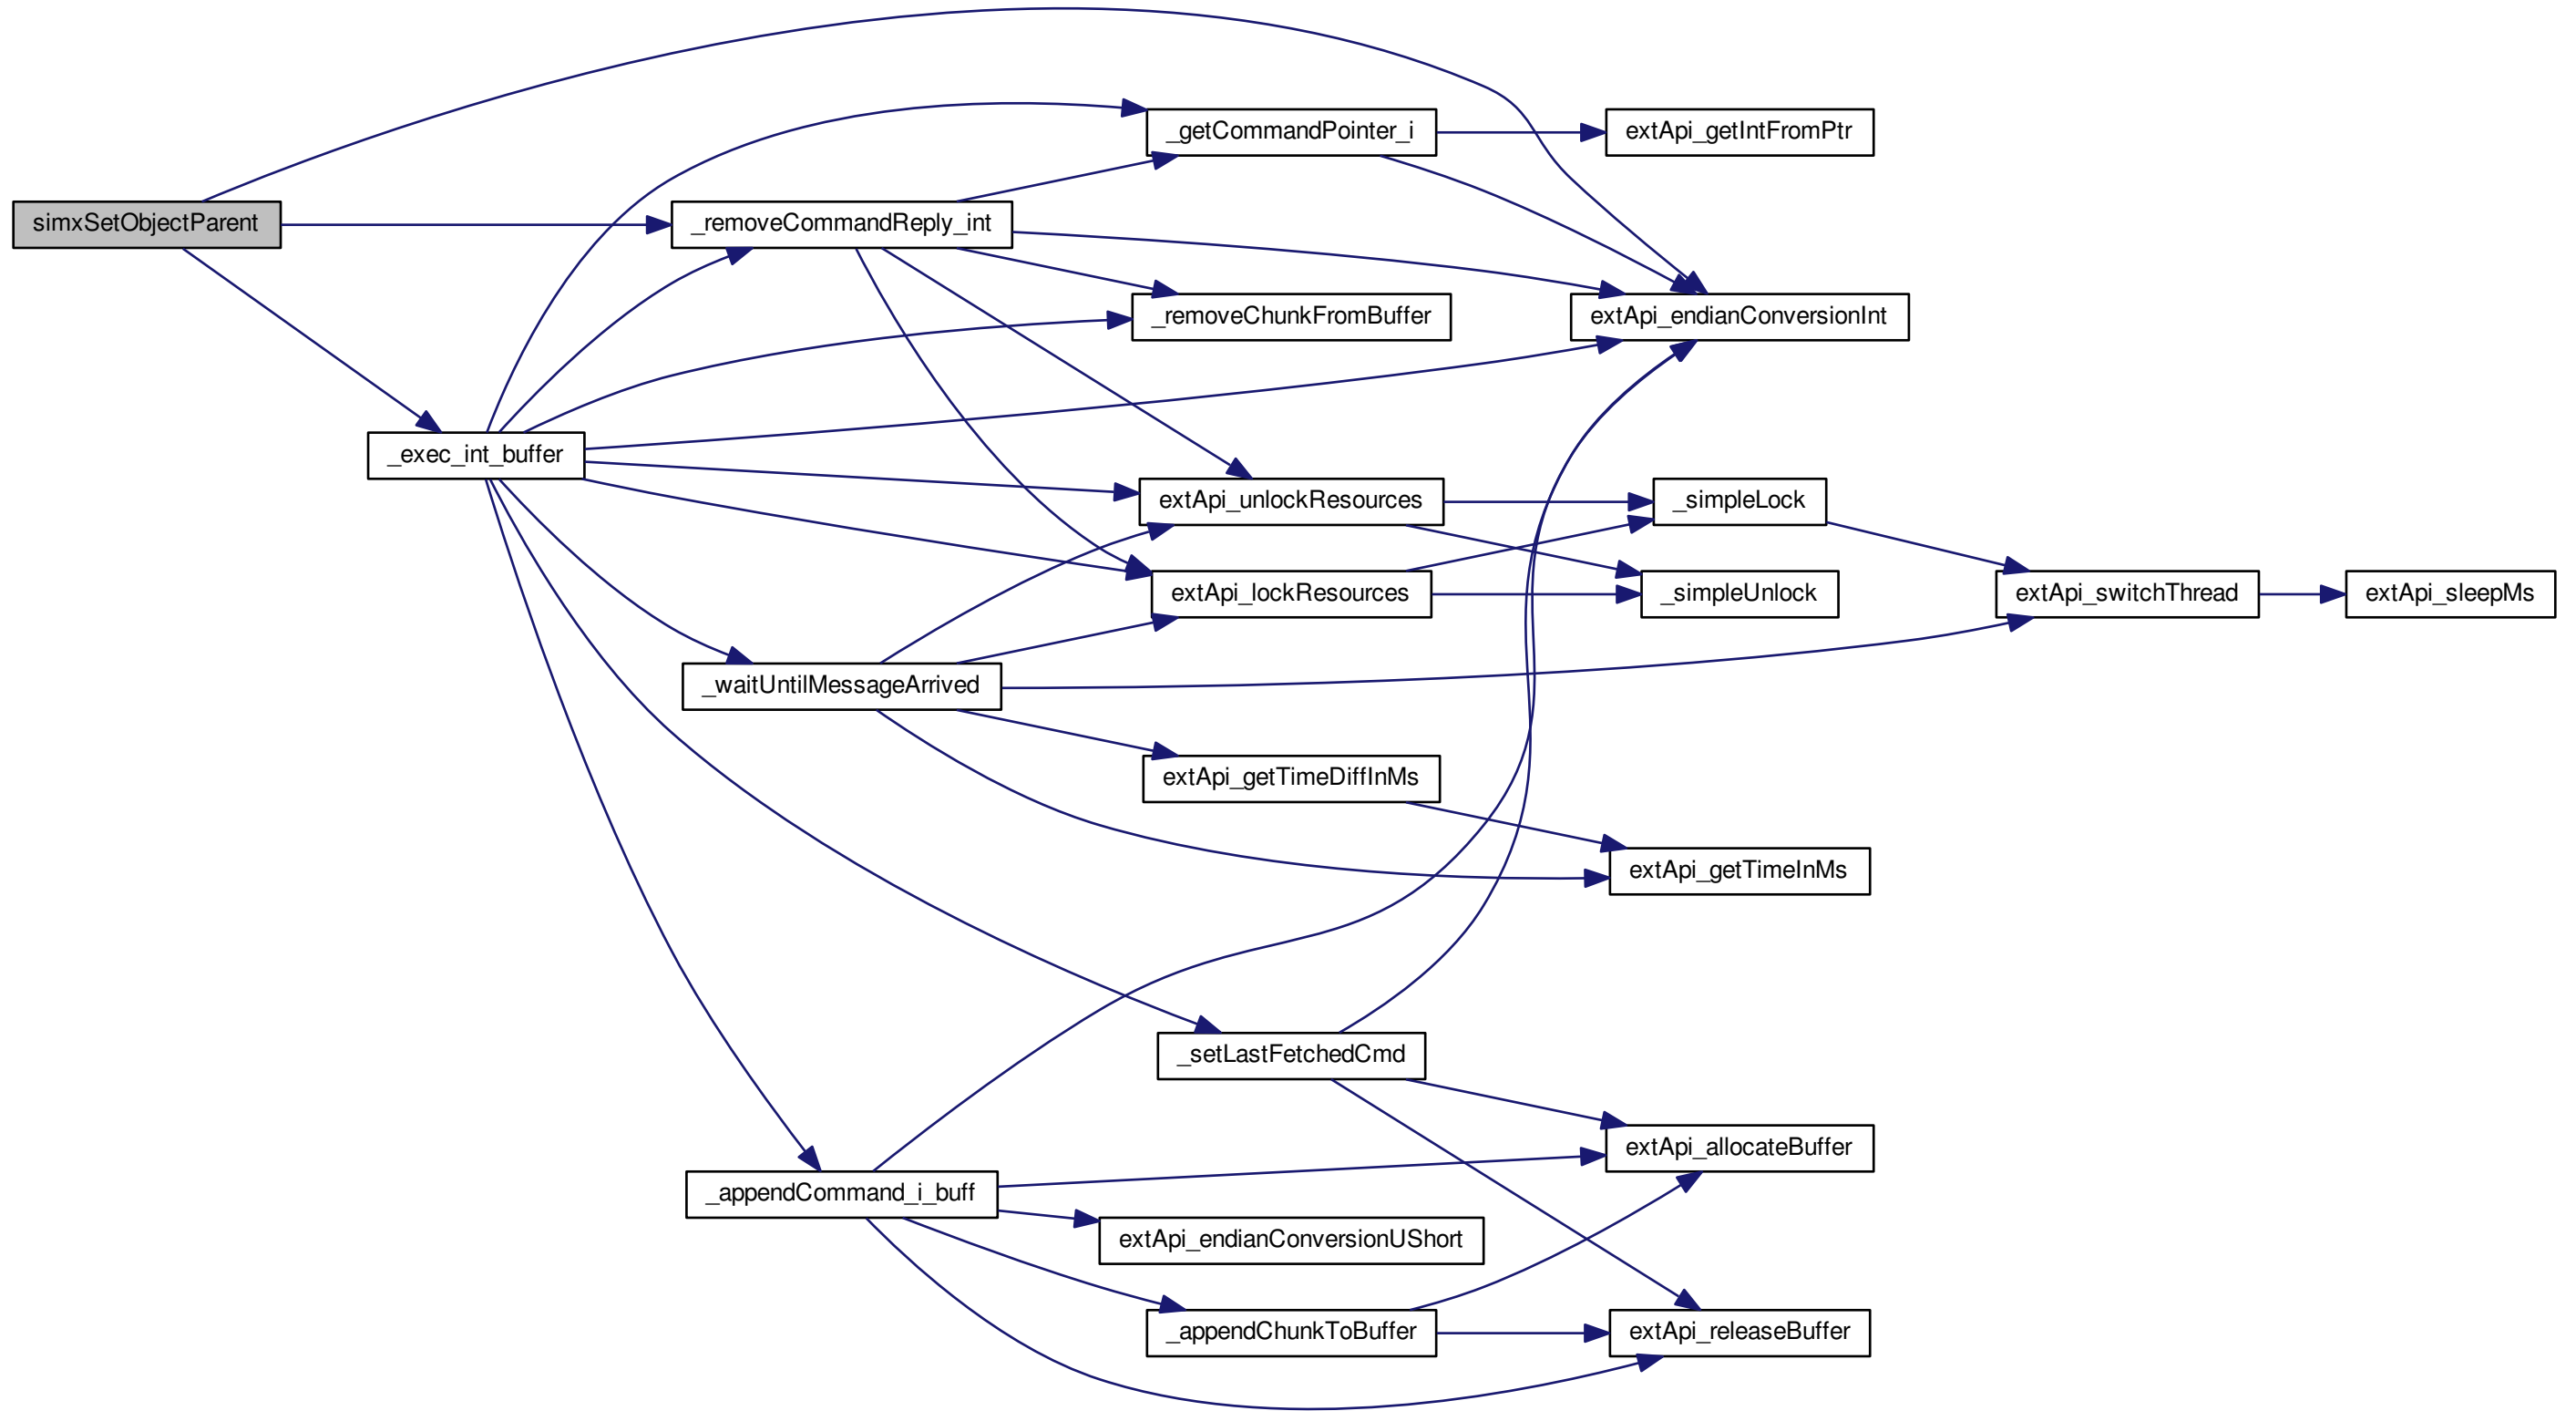 simxSetObjectParent
_exec_int_buffer
_removeCommandReply_int
_waitUntilMessageArrived
_appendCommand_i_buff
_getCommandPointer_i
_removeChunkFromBuffer
extApi_unlockResources
extApi_lockResources
extApi_getTimeDiffInMs
_setLastFetchedCmd
extApi_endianConversionUShort
_appendChunkToBuffer
extApi_getIntFromPtr
extApi_endianConversionInt
_simpleLock
_simpleUnlock
extApi_getTimeInMs
extApi_allocateBuffer
extApi_releaseBuffer
extApi_switchThread
extApi_sleepMs